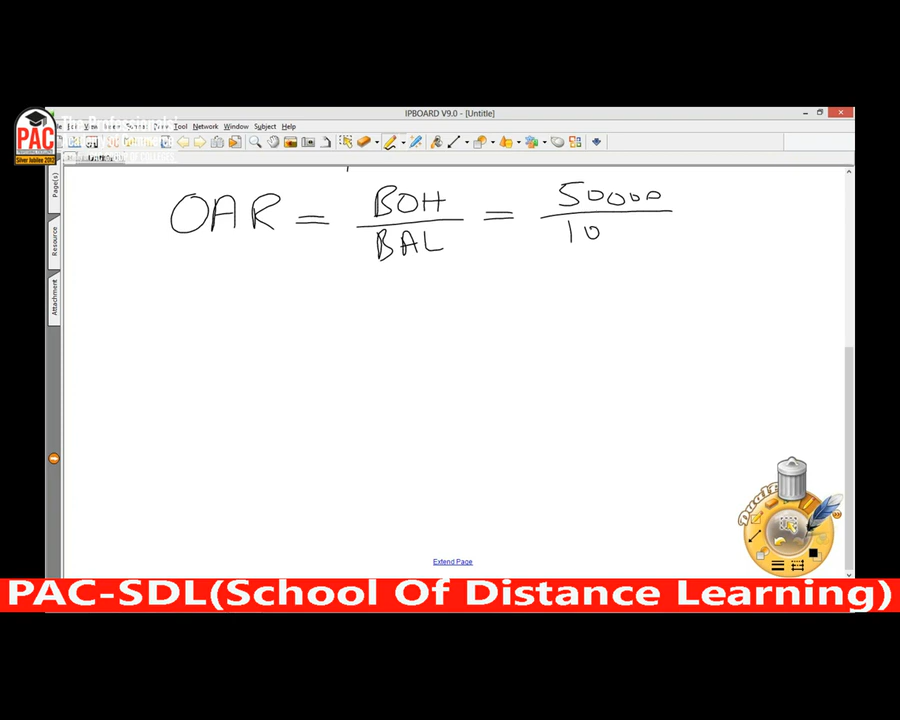 IPBOARD V9.0 - [Untitle]
PAC
Silver Jubilee 2012
Tool Network Window Subject Help
Page(s)
Resource
Attachment
OAR = BOH / BAL = 50000 / 10
Dualb
Extend Page
PAC-SDL(School Of Distance Learning)